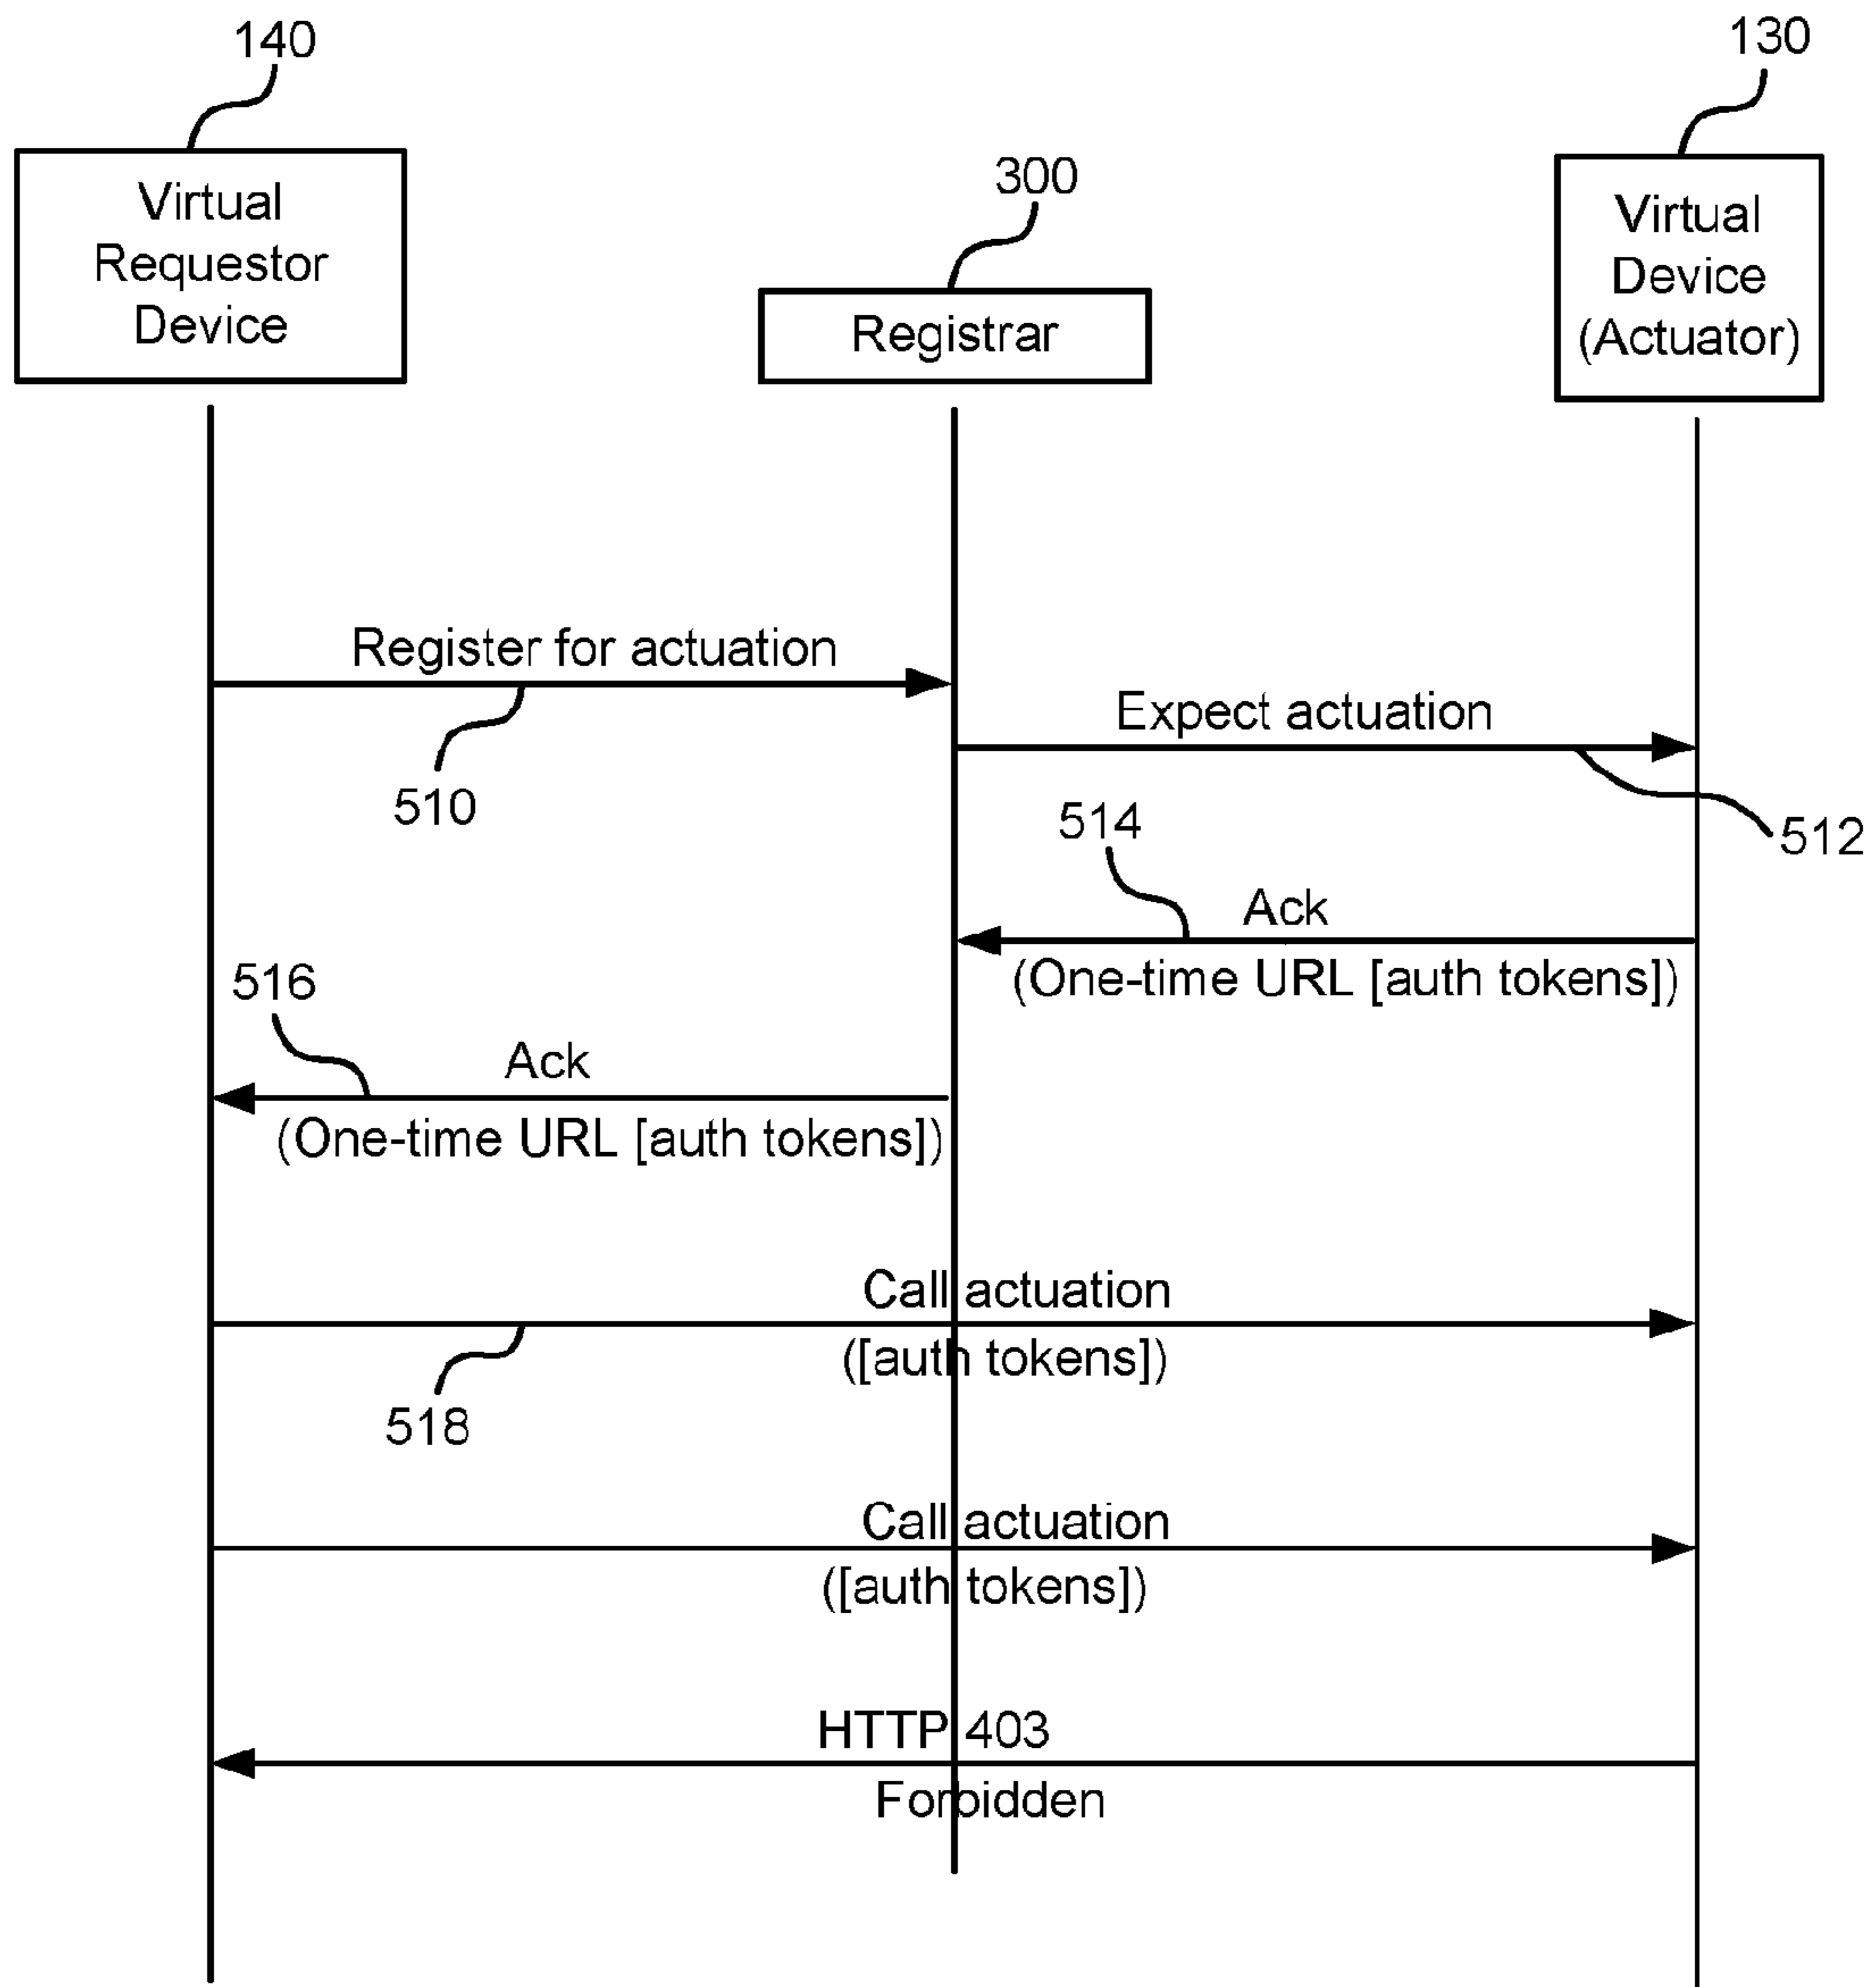 140
130
300
Virtual
Requestor
Device
Registrar
Virtual
Device
(Actuator)
Register for actuation
510
Expect actuation
512
514
Ack
(One-time URL [auth tokens])
516
Ack
(One-time URL [auth tokens])
Call actuation
([auth tokens])
518
Call actuation
([auth tokens])
HTTP 403
Forbidden